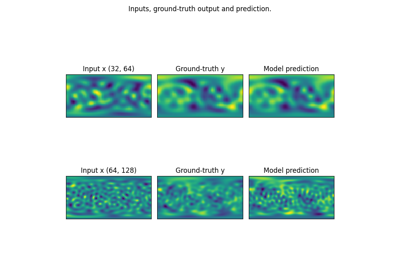 Inputs, ground-truth output and prediction.
Input x (32, 64) Ground-truth y Model prediction
Input x (64, 128) Ground-truth y Model prediction